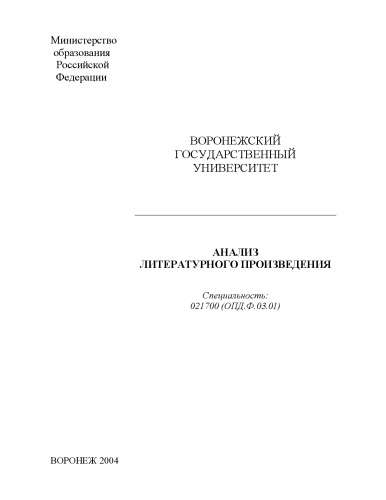 Министерство
образования
Российской
Федерации
ВОРОНЕЖСКИЙ
ГОСУДАРСТВЕННЫЙ
УНИВЕРСИТЕТ
АНАЛИЗ
ЛИТЕРАТУРНОГО ПРОИЗВЕДЕНИЯ
Специальность:
021700 (ОПД.Ф.03.01)
ВОРОНЕЖ 2004